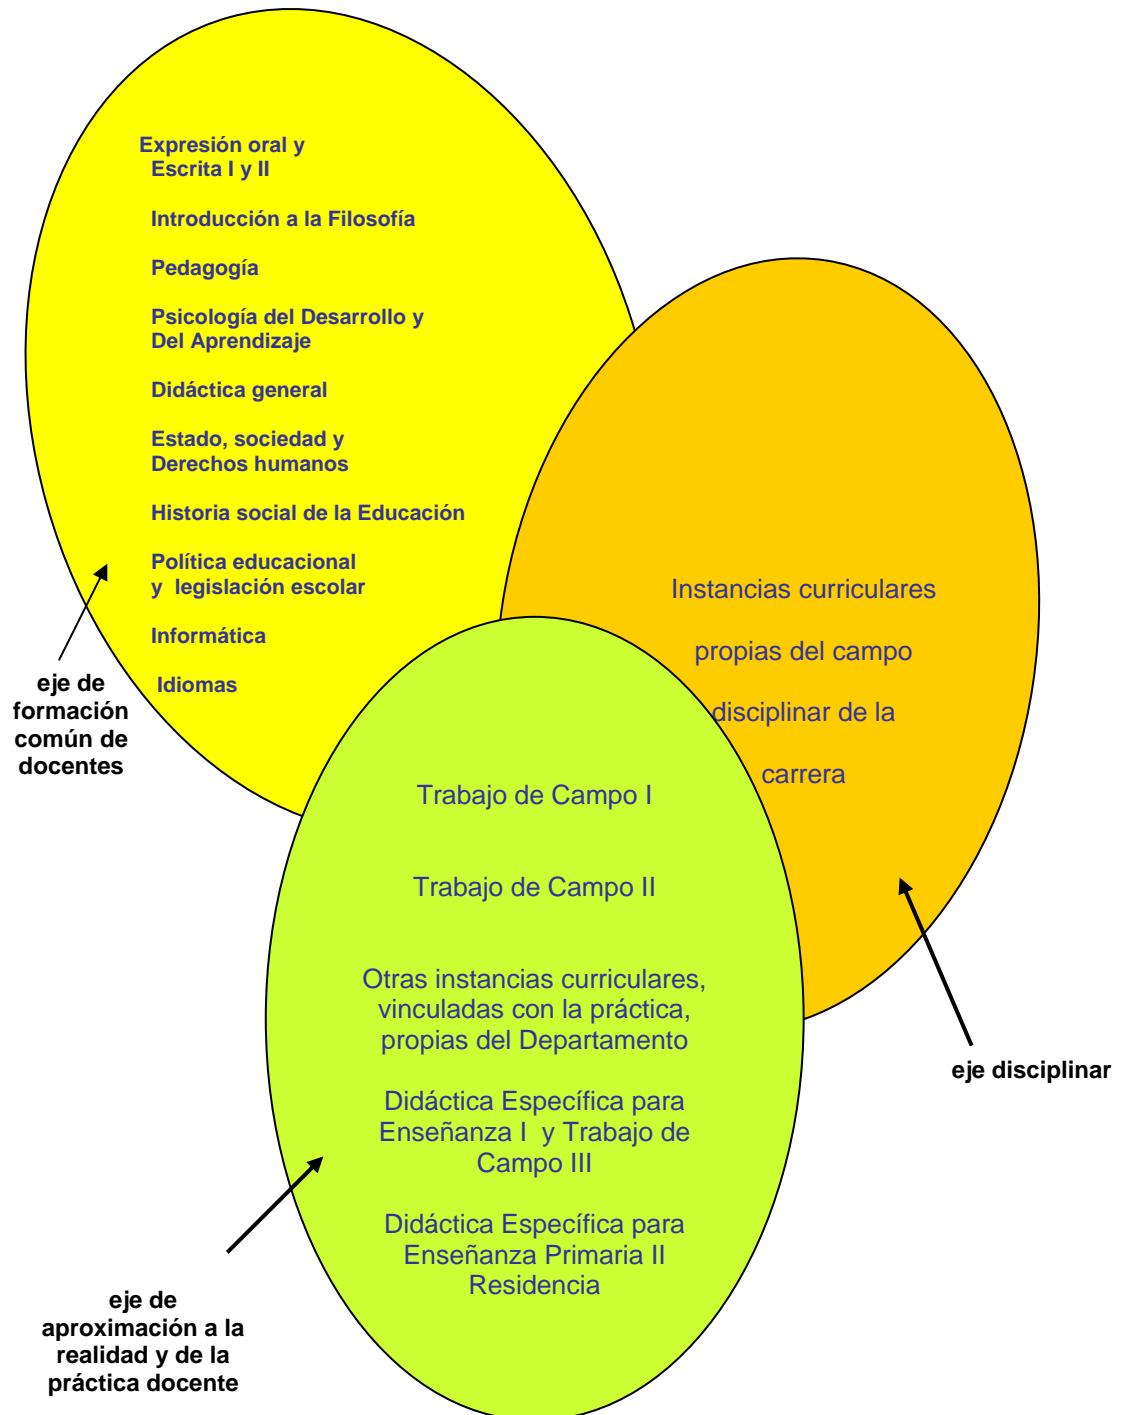 Expresión oral y
Escrita I y II
Introducción a la Filosofía
Pedagogía
Psicología del Desarrollo y
Del Aprendizaje
Didáctica general
Estado, sociedad y
Derechos humanos
Historia social de la Educación
Política educacional
y legislación escolar
Informática
Idiomas
eje de
formación
común de
docentes
Instancias curriculares
propias del campo
disciplinar de la
carrera
eje disciplinar
Trabajo de Campo I
Trabajo de Campo II
Otras instancias curriculares,
vinculadas con la práctica,
propias del Departamento
Didáctica Específica para
Enseñanza I y Trabajo de
Campo III
Didáctica Específica para
Enseñanza Primaria II
Residencia
eje de
aproximación a la
realidad y de la
práctica docente